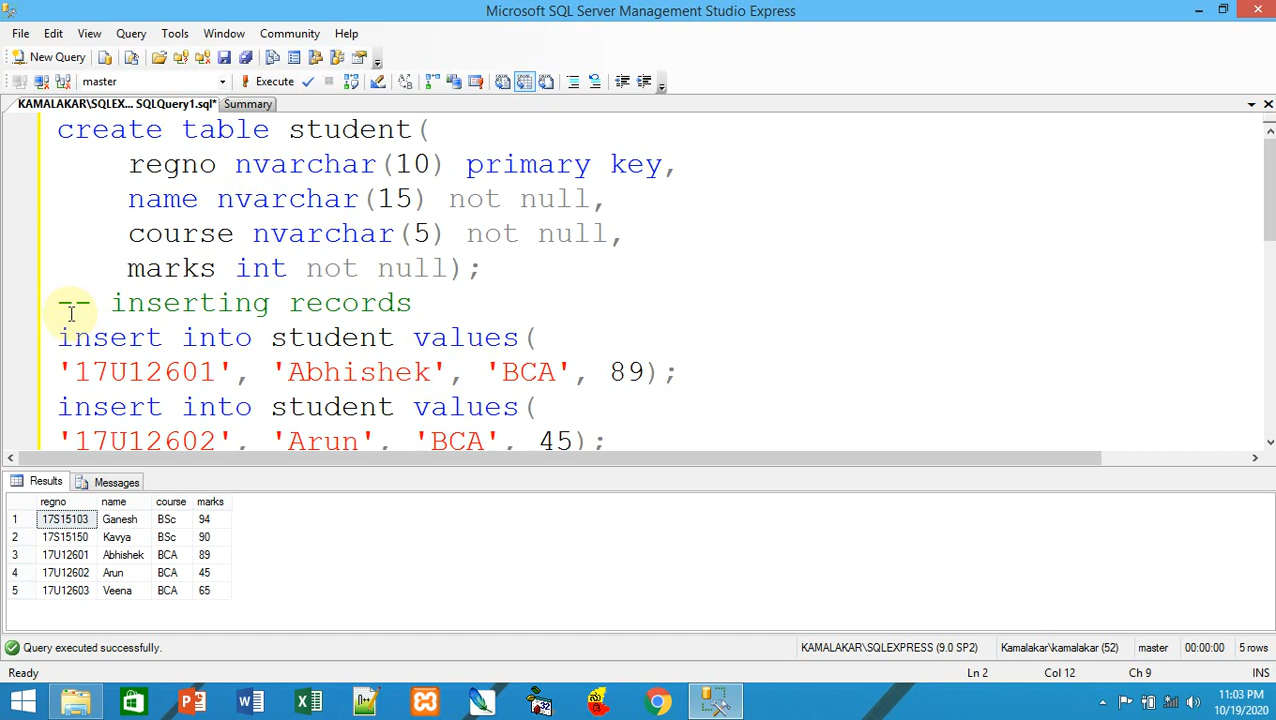 Microsoft SQL Server Management Studio Express
File Edit View Query Tools Window Community Help
New Query
master Execute
KAMALAKAR\SQLEX... SQLQuery1.sql* Summary
create table student(
regno nvarchar(10) primary key,
name nvarchar(15) not null,
course nvarchar(5) not null,
marks int not null);
-- inserting records
insert into student values(
'17U12601', 'Abhishek', 'BCA', 89);
insert into student values(
'17U12602', 'Arun', 'BCA', 45);
Results Messages
regno name course marks
1 17S15103 Ganesh BSc 94
2 17S15150 Kavya BSc 90
3 17U12601 Abhishek BCA 89
4 17U12602 Arun BCA 45
5 17U12603 Veena BCA 65
Query executed successfully. KAMALAKAR\SQLEXPRESS (9.0 SP2) Kamalakar\kamalakar (52) master 00:00:00 5 rows
Ready Ln 2 Col 12 Ch 9 INS
11:03 PM
10/19/2020